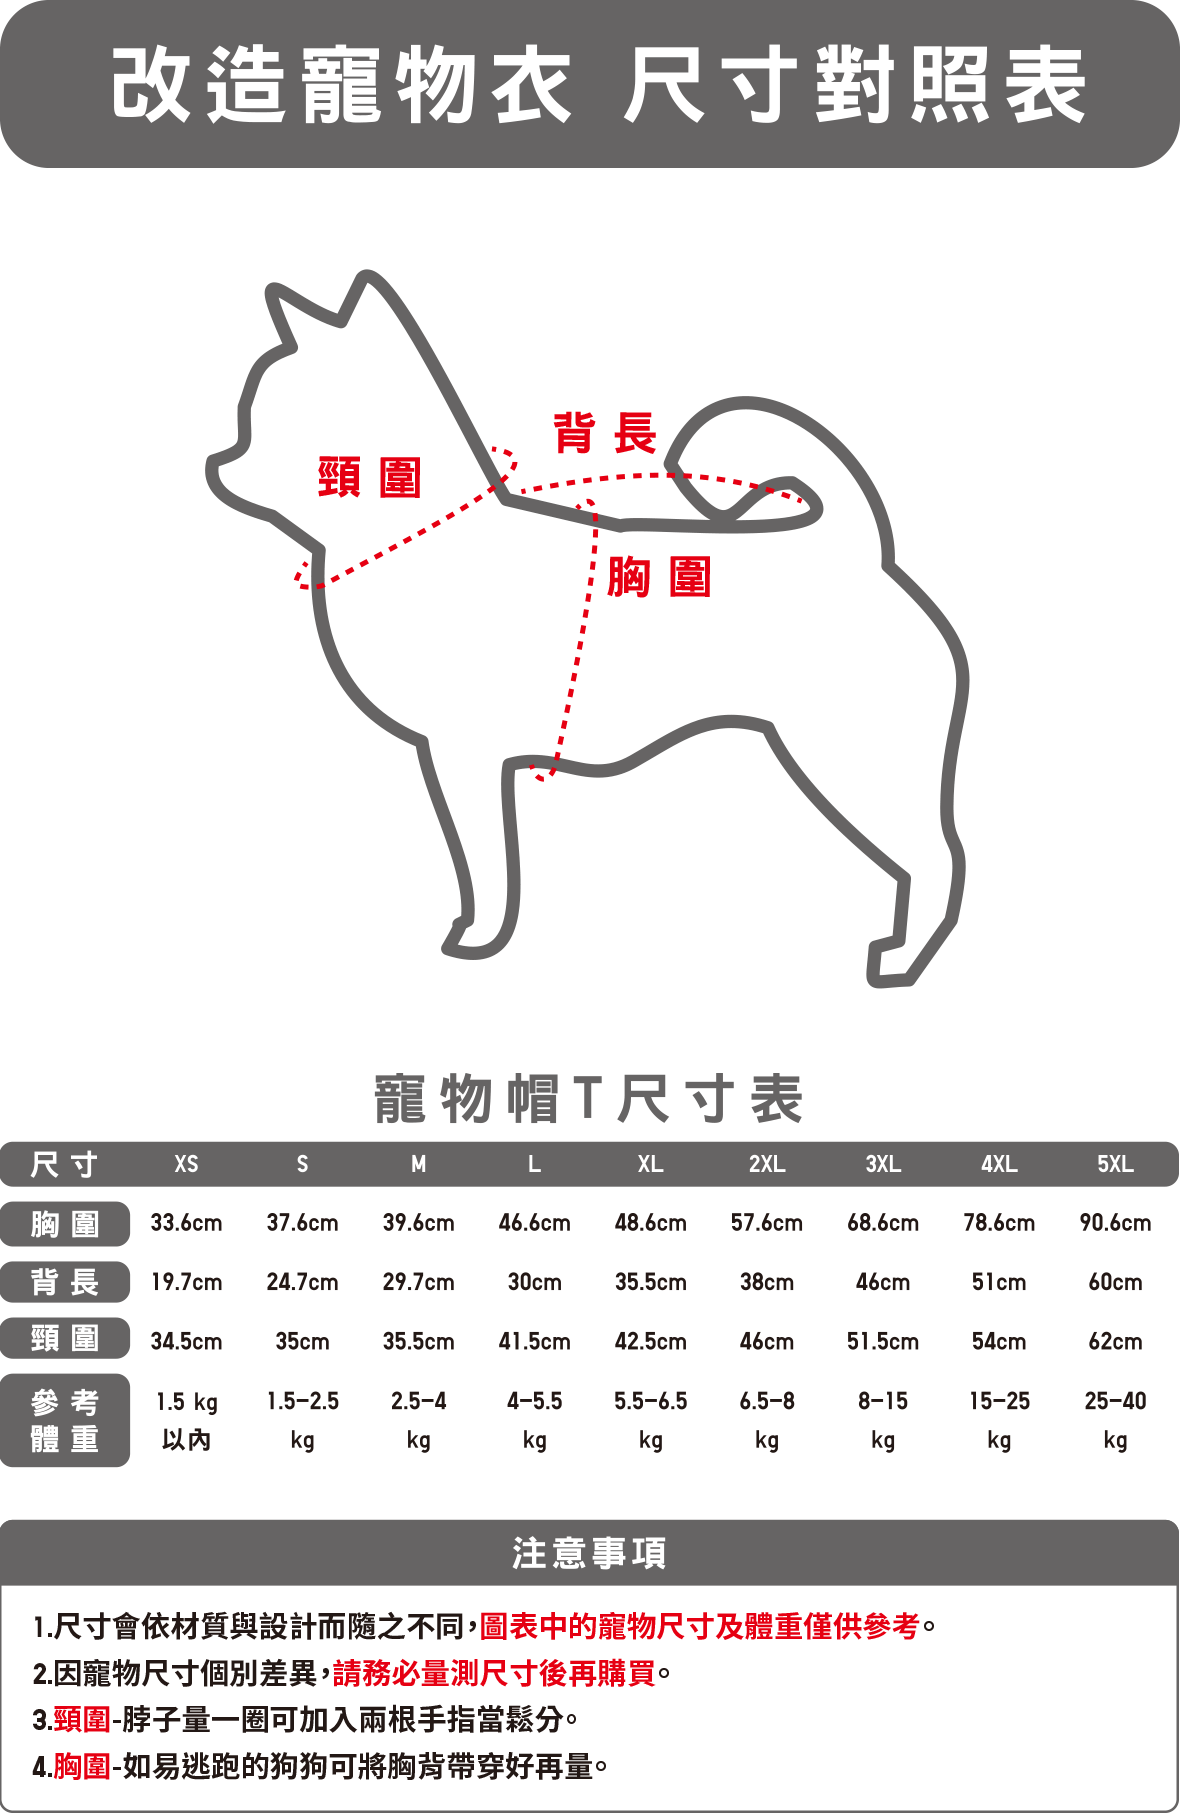 改造寵物衣 尺寸對照表
背長
頸圍
胸圍
寵物帽T尺寸表
尺寸 XS S M L XL 2XL 3XL 4XL 5XL
胸圍 33.6cm 37.6cm 39.6cm 46.6cm 48.6cm 57.6cm 68.6cm 78.6cm 90.6cm
背長 19.7cm 24.7cm 29.7cm 30cm 35.5cm 38cm 46cm 51cm 60cm
頸圍 34.5cm 35cm 35.5cm 41.5cm 42.5cm 46cm 51.5cm 54cm 62cm
參考 1.5 kg 1.5-2.5 2.5-4 4-5.5 5.5-6.5 6.5-8 8-15 15-25 25-40
體重 以內 kg kg kg kg kg kg kg kg
注意事項
1.尺寸會依材質與設計而隨之不同，圖表中的寵物尺寸及體重僅供參考。
2.因寵物尺寸個別差異，請務必量測尺寸後再購買。
3.頸圍-脖子量一圈可加入兩根手指當鬆分。
4.胸圍-如易逃跑的狗狗可將胸背帶穿好再量。